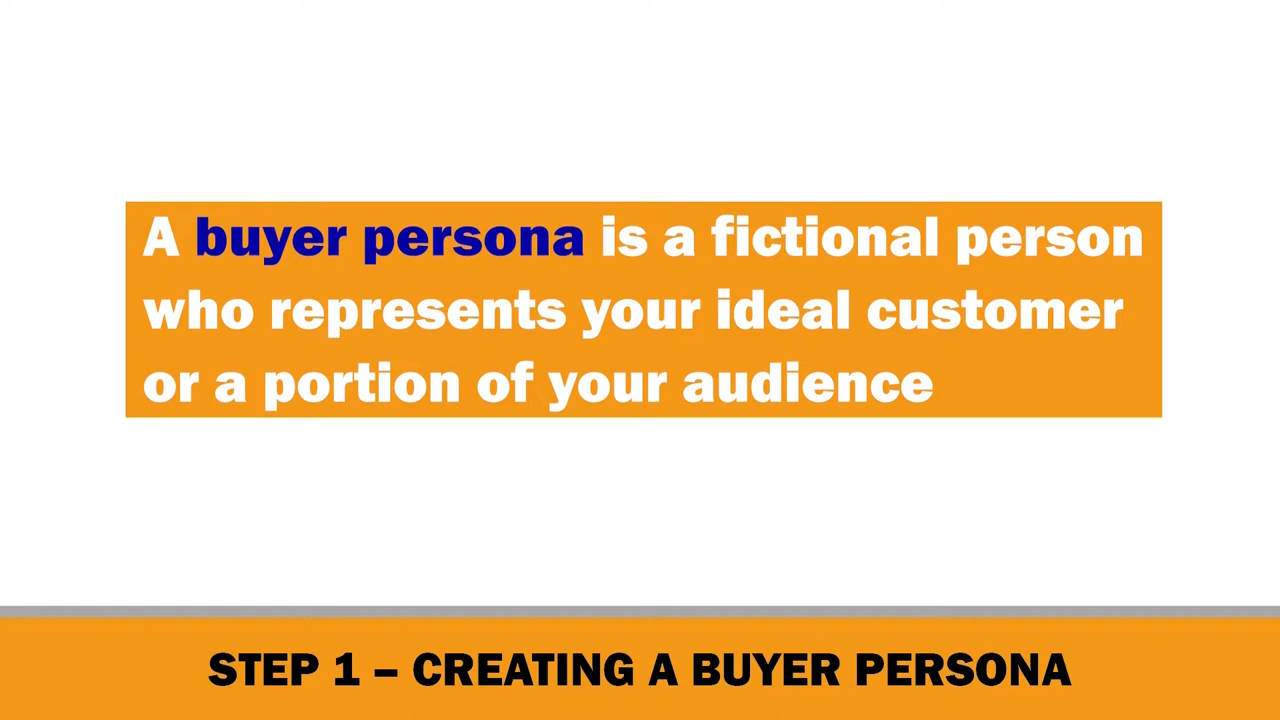 A buyer persona is a fictional person
who represents your ideal customer
or a portion of your audience
STEP 1 – CREATING A BUYER PERSONA